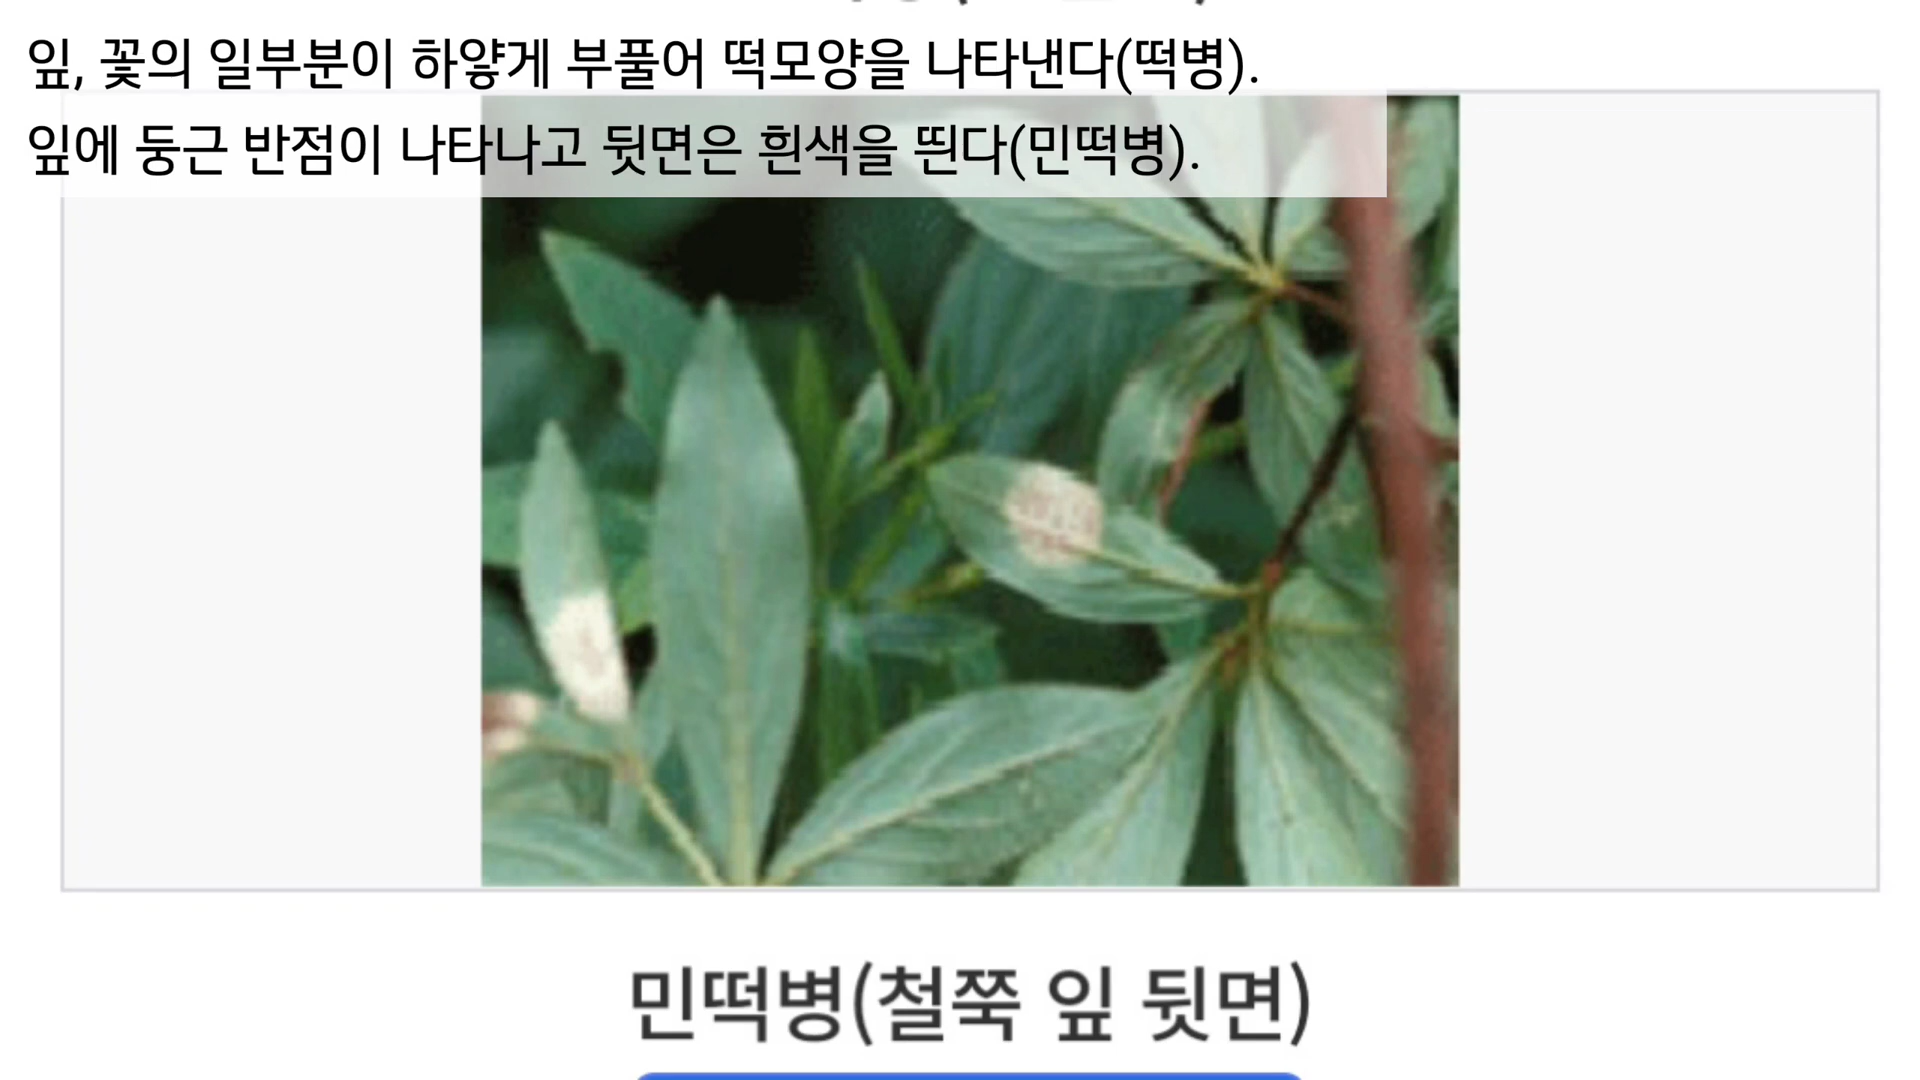 잎, 꽃의 일부분이 하얗게 부풀어 떡모양을 나타낸다(떡병).
잎에 둥근 반점이 나타나고 뒷면은 흰색을 띈다(민떡병).
민떡병(철쭉 잎 뒷면)